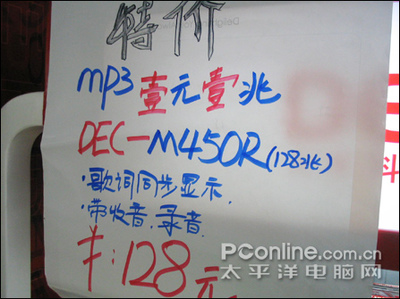 特价
mp3 壹元壹兆
DEC-M450R(128兆)
·歌词同步显示
·带收音.录音.
¥:128元
PConline.com.cn
太平洋电脑网